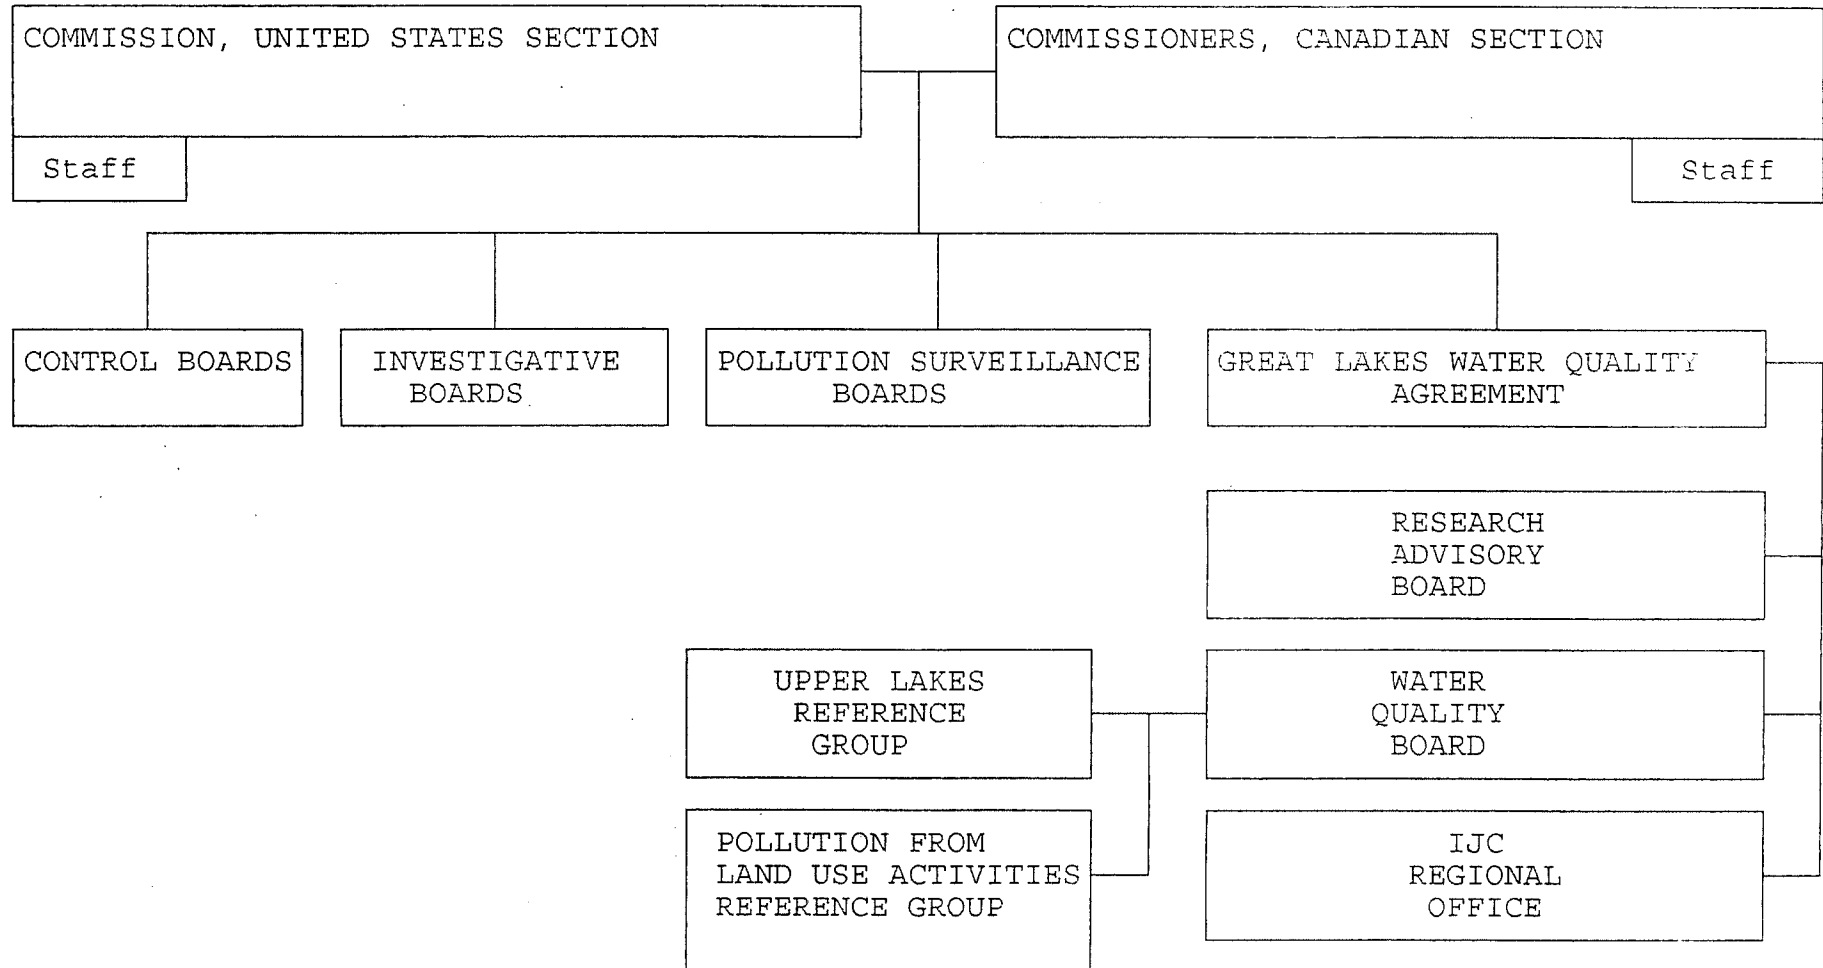 COMMISSION, UNITED STATES SECTION
COMMISSIONERS, CANADIAN SECTION
Staff
Staff
CONTROL BOARDS
INVESTIGATIVE
BOARDS
POLLUTION SURVEILLANCE
BOARDS
GREAT LAKES WATER QUALITY
AGREEMENT
RESEARCH
ADVISORY
BOARD
UPPER LAKES
REFERENCE
GROUP
WATER
QUALITY
BOARD
POLLUTION FROM
LAND USE ACTIVITIES
REFERENCE GROUP
IJC
REGIONAL
OFFICE